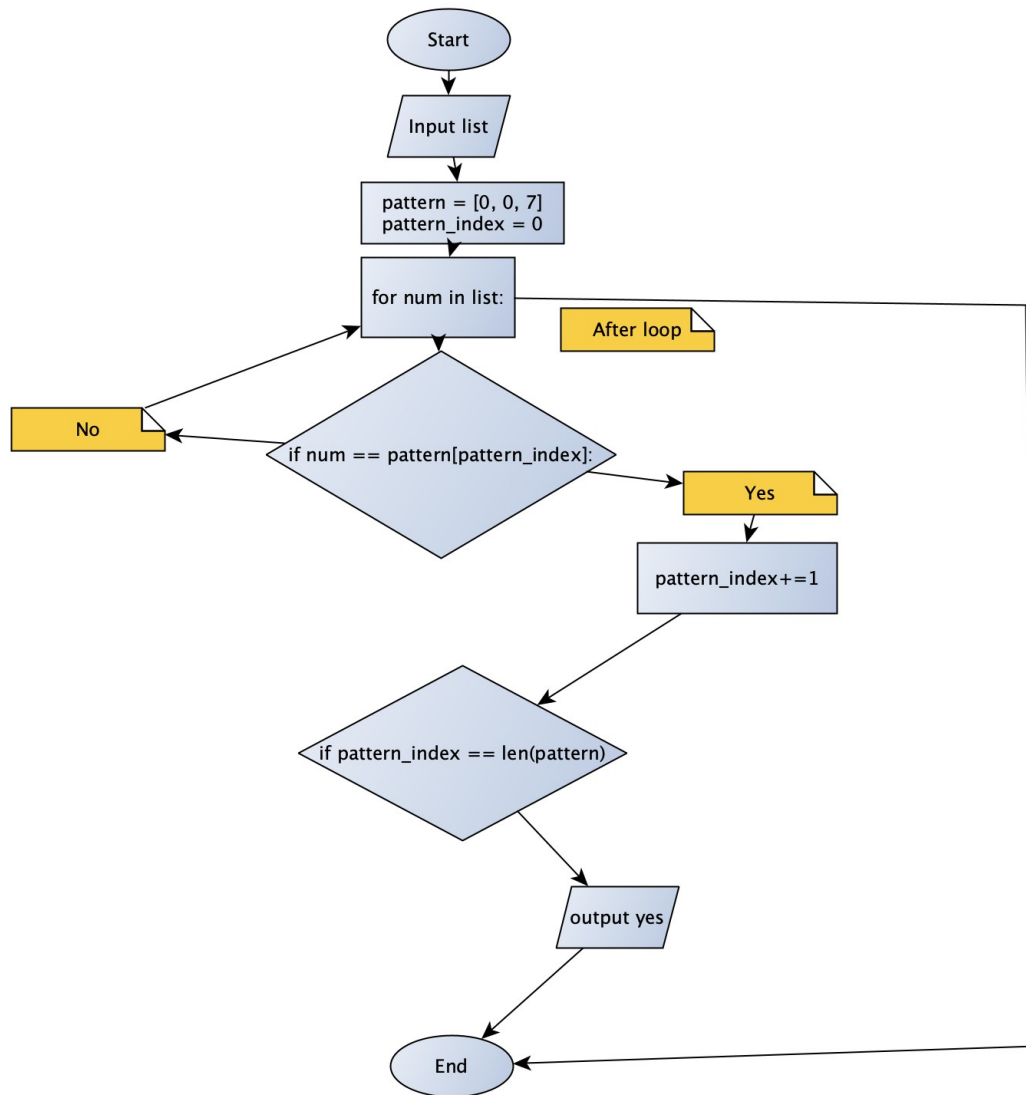 Start
Input list
pattern = [0, 0, 7]
pattern_index = 0
for num in list:
After loop
No
if num == pattern[pattern_index]:
Yes
pattern_index+=1
if pattern_index == len(pattern)
output yes
End